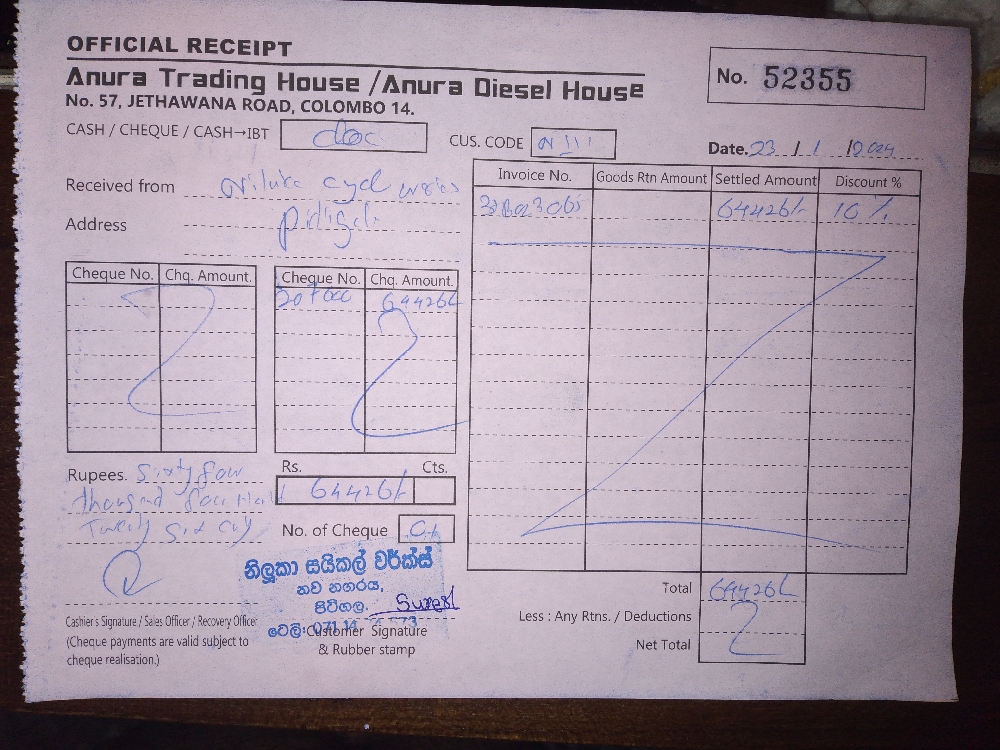 OFFICIAL RECEIPT
Anura Trading House / Anura Diesel House
No. 57, JETHAWANA ROAD, COLOMBO 14.
No. 52355
CASH / CHEQUE / CASH→IBT
CUS. CODE
Date. 23 / 1 / 2024
Received from
Address
Invoice No. Goods Rtn Amount Settled Amount Discount %
64426/- 10 %
Cheque No. Chq. Amount. Cheque No. Chq. Amount.
64426/-
Rupees. Sixty four
thousand four
Twenty six
Rs. Cts.
64426/-
No. of Cheque 01
නිලූකා සයිකල් වර්ක්ස්
නව නගරය,
පිටිගල.
ටෙලි:
Cashier's Signature / Sales Officer / Recovery Officer
(Cheque payments are valid subject to
cheque realisation.)
Customer Signature
& Rubber stamp
Total 64426/-
Less : Any Rtns. / Deductions
Net Total